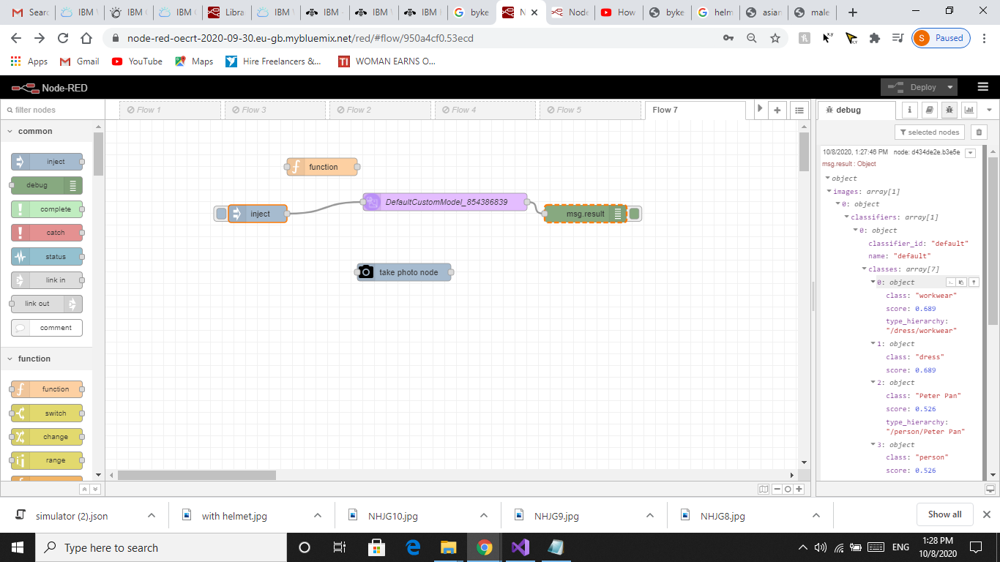 Searc
IBM W
IBM C
IBM C
Libra
IBM W
IBM -
IBM W
IBM I
byke
N
Node
How
byke
helm
asian
male
node-red-oecrt-2020-09-30.eu-gb.mybluemix.net/red/#flow/950a4cf0.53ecd
S Paused
Apps
Gmail
YouTube
Maps
Hire Freelancers &...
TI WOMAN EARNS O...
Node-RED
Deploy
filter nodes
Flow 1
Flow 3
Flow 2
Flow 4
Flow 5
Flow 7
debug
common
inject
debug
complete
catch
status
link in
link out
comment
function
function
switch
change
range
function
inject
DefaultCustomModel_854386839
msg.result
take photo node
selected nodes
10/8/2020, 1:27:46 PM node: d434de2e.b3e5e
msg.result : Object
object
images: array[1]
0: object
classifiers: array[1]
0: object
classifier_id: "default"
name: "default"
classes: array[7]
0: object
class: "workwear"
score: 0.689
type_hierarchy:
"/dress/workwear"
1: object
class: "dress"
score: 0.689
2: object
class: "Peter Pan"
score: 0.526
type_hierarchy:
"/person/Peter Pan"
3: object
class: "person"
score: 0.526
simulator (2).json
with helmet.jpg
NHJG10.jpg
NHJG9.jpg
NHJG8.jpg
Show all
Type here to search
ENG
1:28 PM
10/8/2020